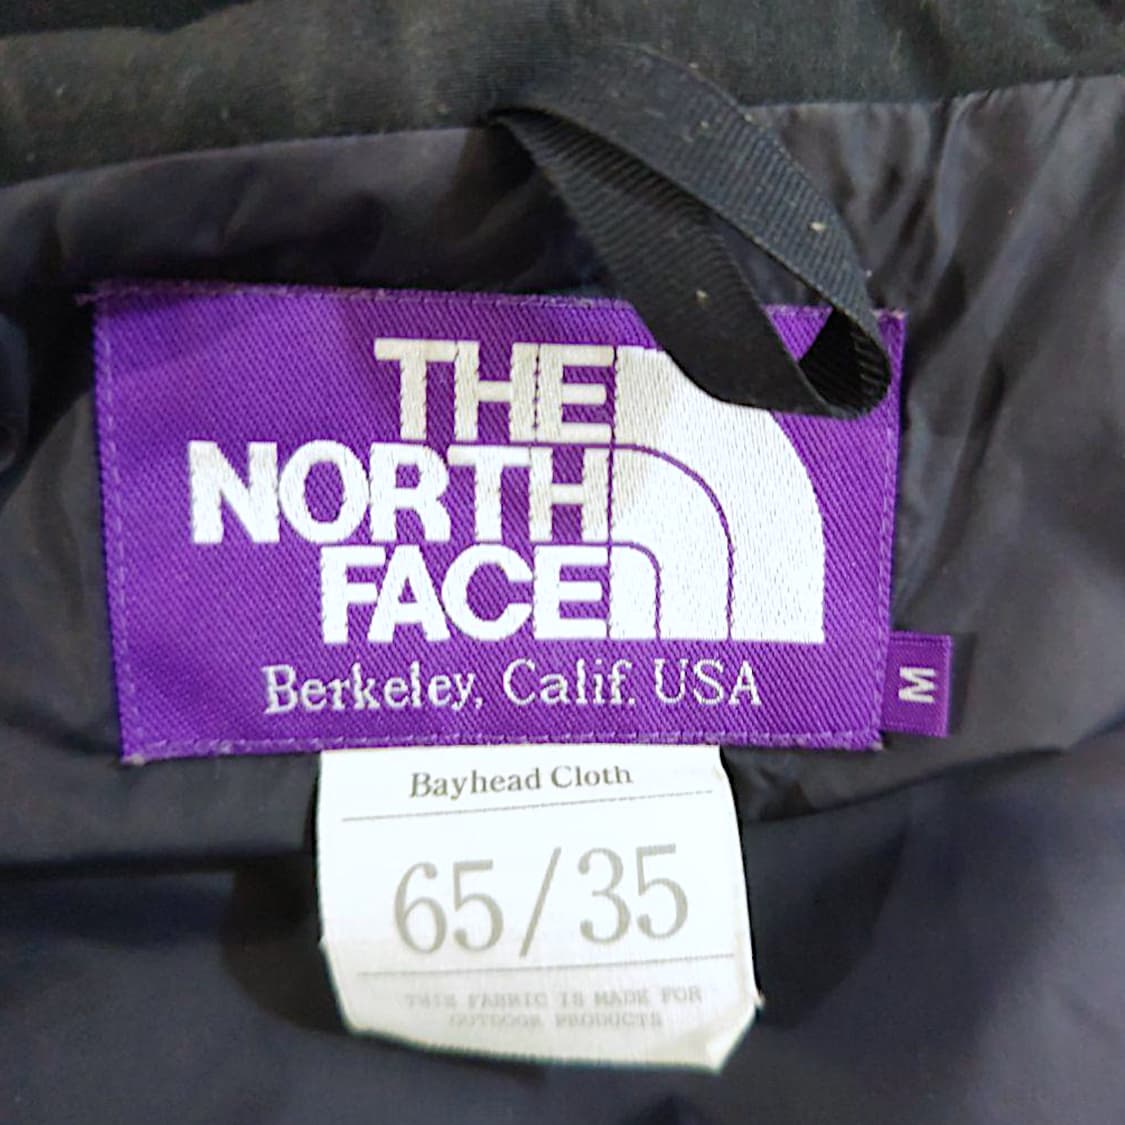 THE
NORTH
FACE
Berkeley, Calif. USA
M
Bayhead Cloth
65/35
THIS FABRIC IS MADE FOR
OUTDOOR PRODUCTS